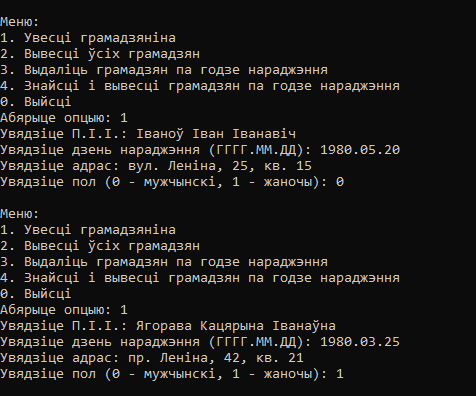 Меню:
1. Увесці грамадзяніна
2. Вывесці ўсіх грамадзян
3. Выдаліць грамадзян па годзе нараджэння
4. Знайсці і вывесці грамадзян па годзе нараджэння
0. Выйсці
Абярыце опцыю: 1
Увядзіце П.І.І.: Іваноў Іван Іванавіч
Увядзіце дзень нараджэння (ГГГГ.ММ.ДД): 1980.05.20
Увядзіце адрас: вул. Леніна, 25, кв. 15
Увядзіце пол (0 - мужчынскі, 1 - жаночы): 0
Меню:
1. Увесці грамадзяніна
2. Вывесці ўсіх грамадзян
3. Выдаліць грамадзян па годзе нараджэння
4. Знайсці і вывесці грамадзян па годзе нараджэння
0. Выйсці
Абярыце опцыю: 1
Увядзіце П.І.І.: Ягорава Кацярына Іванаўна
Увядзіце дзень нараджэння (ГГГГ.ММ.ДД): 1980.03.25
Увядзіце адрас: пр. Леніна, 42, кв. 21
Увядзіце пол (0 - мужчынскі, 1 - жаночы): 1